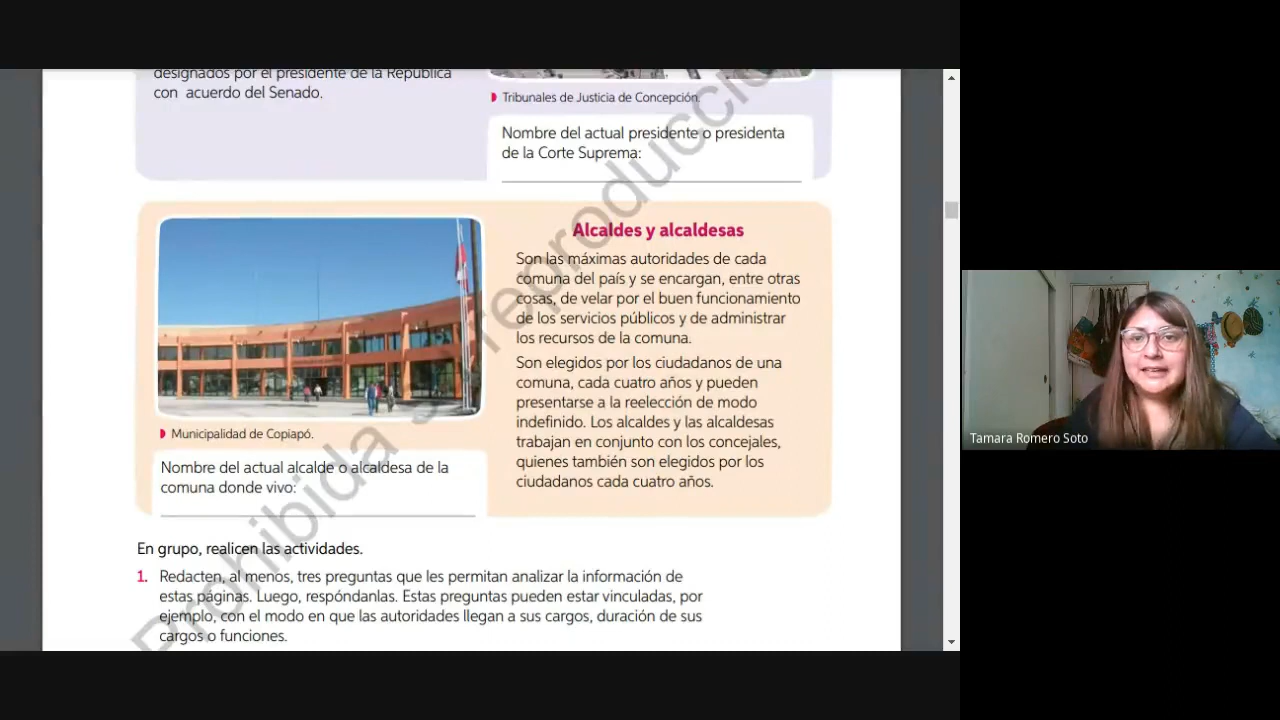 designados por el presidente de la República
con acuerdo del Senado.
Tribunales de Justicia de Concepción.
Nombre del actual presidente o presidenta
de la Corte Suprema:
Alcaldes y alcaldesas
Son las máximas autoridades de cada
comuna del país y se encargan, entre otras
cosas, de velar por el buen funcionamiento
de los servicios públicos y de administrar
los recursos de la comuna.
Son elegidos por los ciudadanos de una
comuna, cada cuatro años y pueden
presentarse a la reelección de modo
indefinido. Los alcaldes y las alcaldesas
trabajan en conjunto con los concejales,
quienes también son elegidos por los
ciudadanos cada cuatro años.
Municipalidad de Copiapó.
Nombre del actual alcalde o alcaldesa de la
comuna donde vivo:
En grupo, realicen las actividades.
1. Redacten, al menos, tres preguntas que les permitan analizar la información de
estas páginas. Luego, respóndanlas. Estas preguntas pueden estar vinculadas, por
ejemplo, con el modo en que las autoridades llegan a sus cargos, duración de sus
cargos o funciones.
Prohibida su reproducció
Tamara Romero Soto